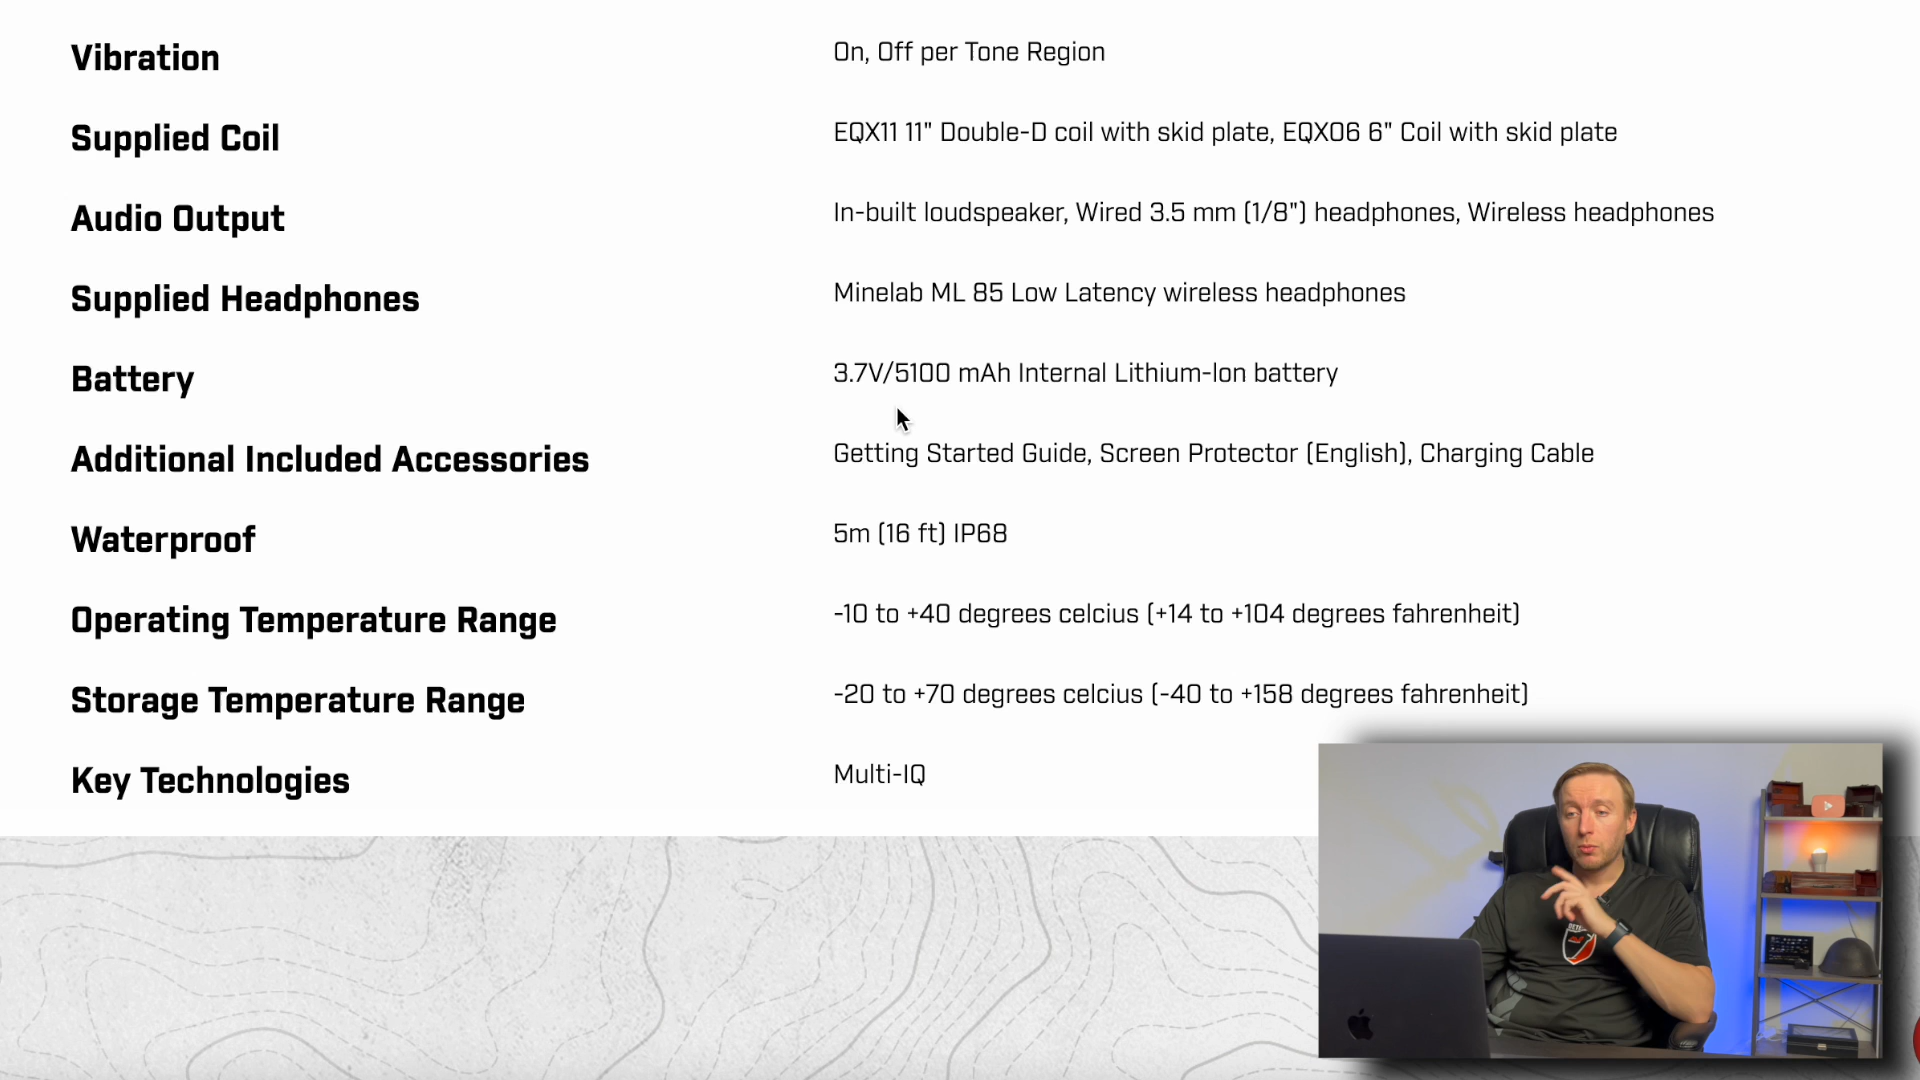 Vibration
On, Off per Tone Region
Supplied Coil
EQX11 11" Double-D coil with skid plate, EQX06 6" Coil with skid plate
Audio Output
In-built loudspeaker, Wired 3.5 mm (1/8") headphones, Wireless headphones
Supplied Headphones
Minelab ML 85 Low Latency wireless headphones
Battery
3.7V/5100 mAh Internal Lithium-Ion battery
Additional Included Accessories
Getting Started Guide, Screen Protector (English), Charging Cable
Waterproof
5m (16 ft) IP68
Operating Temperature Range
-10 to +40 degrees celcius (+14 to +104 degrees fahrenheit)
Storage Temperature Range
-20 to +70 degrees celcius (-40 to +158 degrees fahrenheit)
Key Technologies
Multi-IQ